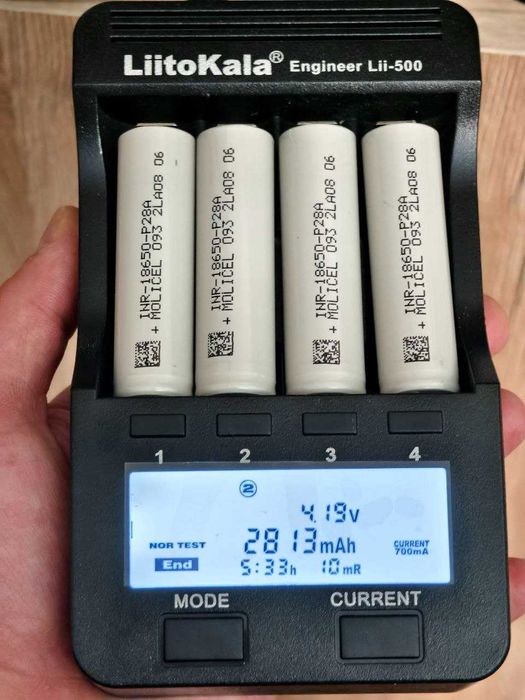 LiitoKala® Engineer Lii-500
INR-18650-P28A
+ MOLICEL 093 2LA08 06
INR-18650-P28A
+ MOLICEL 093 2LA08 06
INR-18650-P28A
+ MOLICEL 093 2LA08 06
INR-18650-P28A
+ MOLICEL 093 2LA08 06
1 2 3 4
2
4.19v
NOR TEST 2813mAh CURRENT 700mA
End 5:33h 10mR
MODE CURRENT